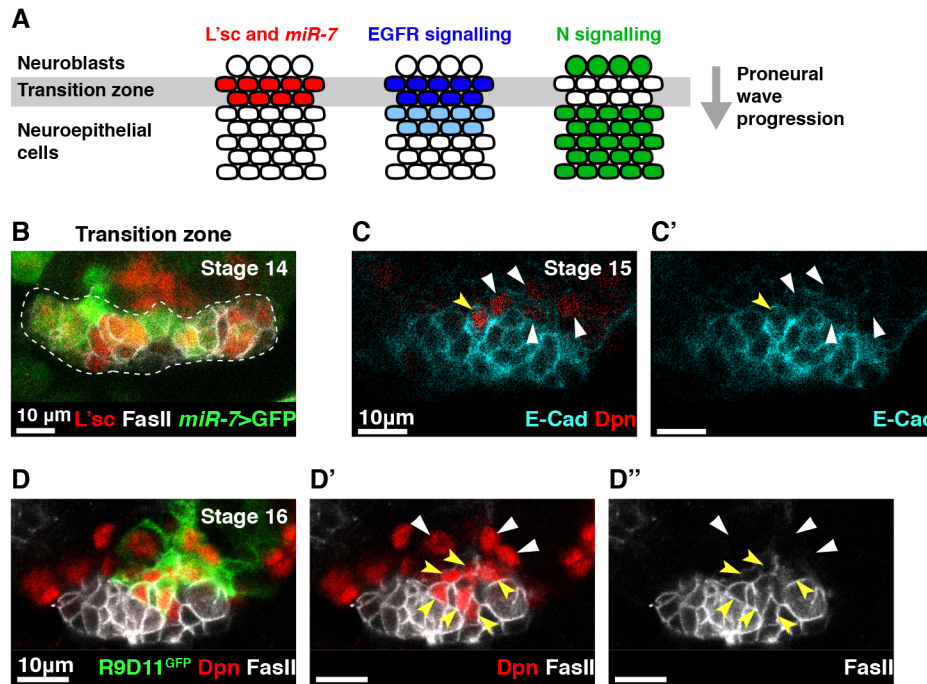 A
L'sc and miR-7
EGFR signalling
N signalling
Neuroblasts
Transition zone
Neuroepithelial
cells
Proneural
wave
progression
B
Transition zone
Stage 14
10 µm
L'sc FasII miR-7>GFP
C
Stage 15
10µm
E-Cad Dpn
C'
E-Cad
D
Stage 16
10µm
R9D11GFP Dpn FasII
D'
Dpn FasII
D''
FasII